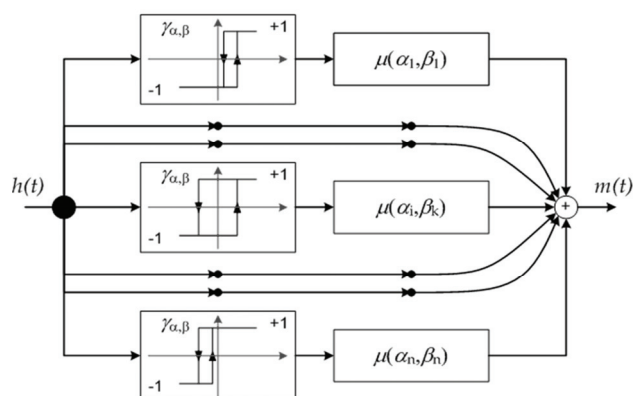 γα,β +1
-1
μ(α1,β1)
h(t)
γα,β +1
-1
μ(αi,βk)
+
m(t)
γα,β +1
-1
μ(αn,βn)